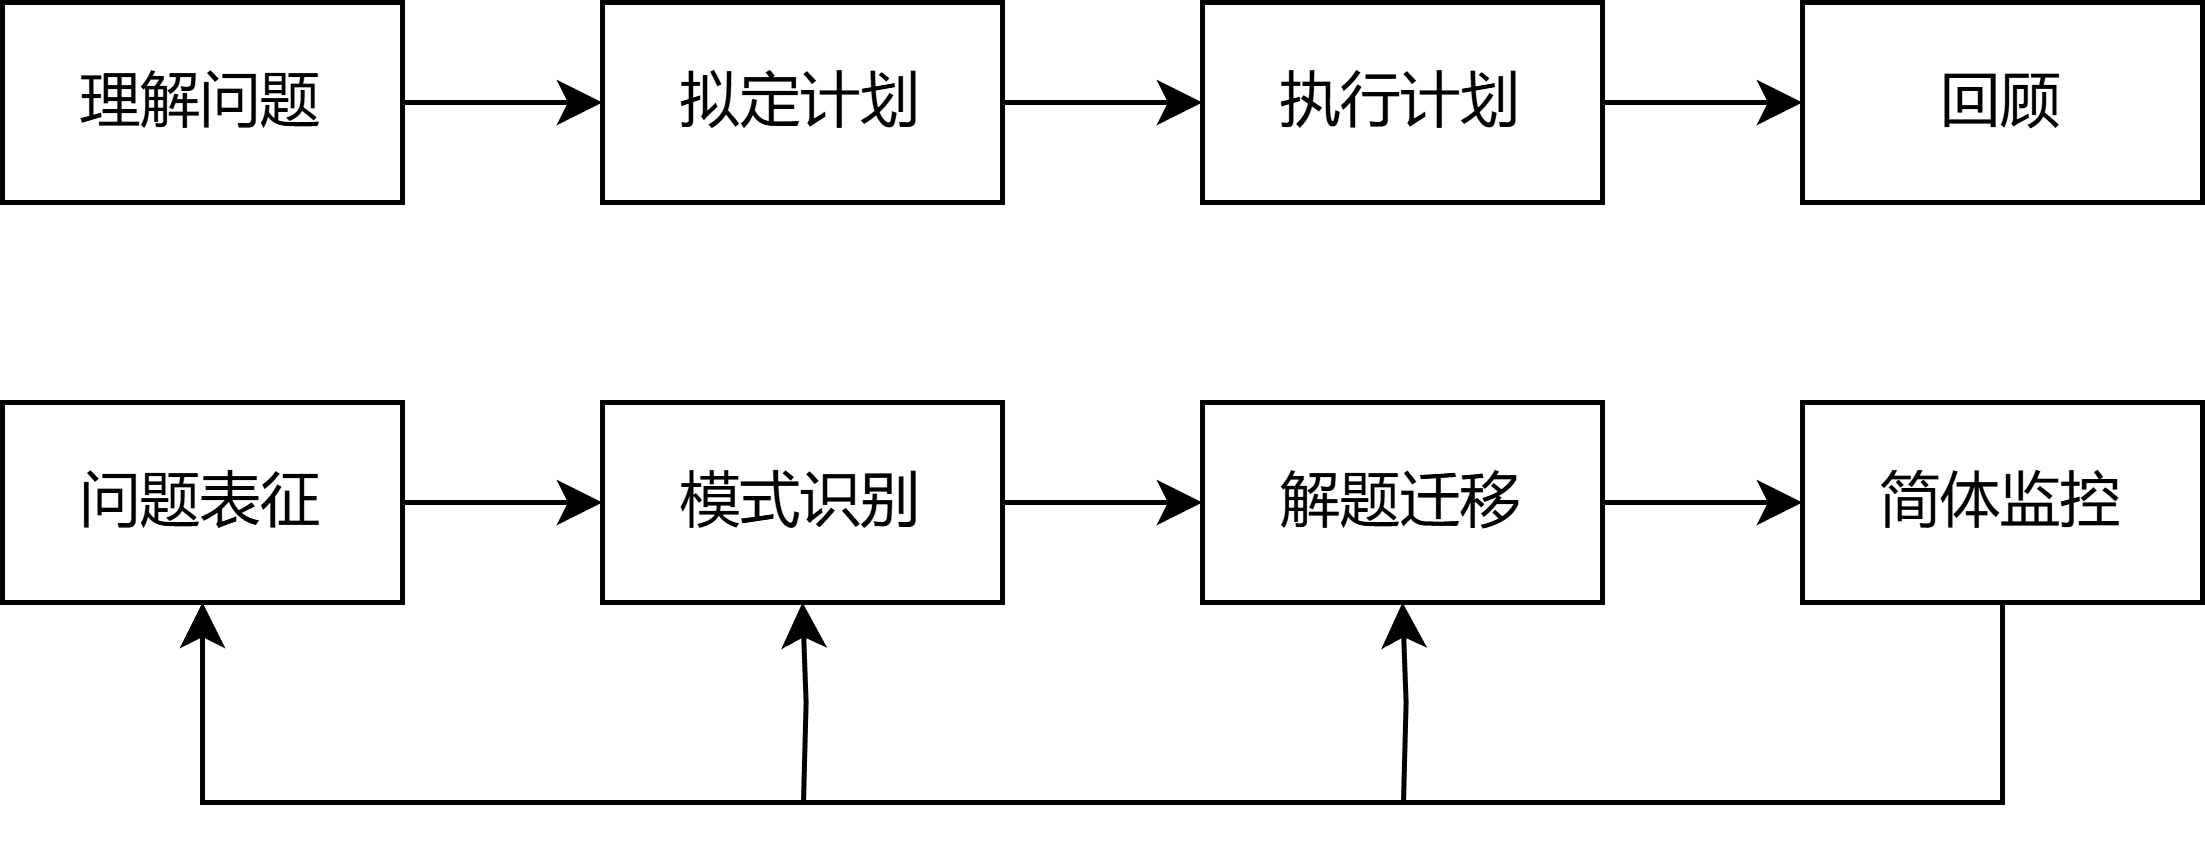 理解问题
拟定计划
执行计划
回顾
问题表征
模式识别
解题迁移
简体监控